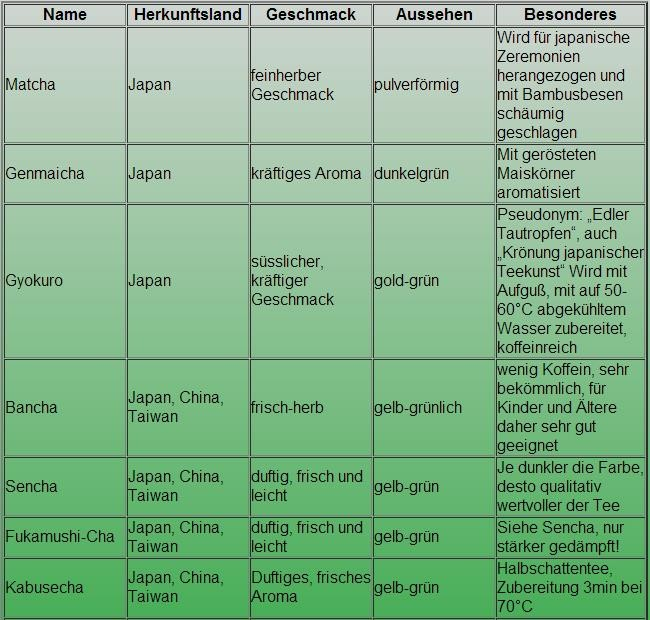 Name Herkunftsland Geschmack Aussehen Besonderes
Matcha
Japan
feinherber
Geschmack
pulverförmig
Wird für japanische
Zeremonien
herangezogen und
mit Bambusbesen
schäumig
geschlagen
Genmaicha
Japan
kräftiges Aroma
dunkelgrün
Mit gerösteten
Maiskörner
aromatisiert
Gyokuro
Japan
süsslicher,
kräftiger
Geschmack
gold-grün
Pseudonym: „Edler
Tautropfen“, auch
„Krönung japanischer
Teekunst“ Wird mit
Aufguß, mit auf 50-
60°C abgekühltem
Wasser zubereitet,
koffeinreich
Bancha
Japan, China,
Taiwan
frisch-herb
gelb-grünlich
wenig Koffein, sehr
bekömmlich, für
Kinder und Ältere
daher sehr gut
geeignet
Sencha
Japan, China,
Taiwan
duftig, frisch und
leicht
gelb-grün
Je dunkler die Farbe,
desto qualitativ
wertvoller der Tee
Fukamushi-Cha
Japan, China,
Taiwan
duftig, frisch und
leicht
gelb-grün
Siehe Sencha, nur
stärker gedämpft!
Kabusecha
Japan, China,
Taiwan
Duftiges, frisches
Aroma
gelb-grün
Halbschattentee,
Zubereitung 3min bei
70°C